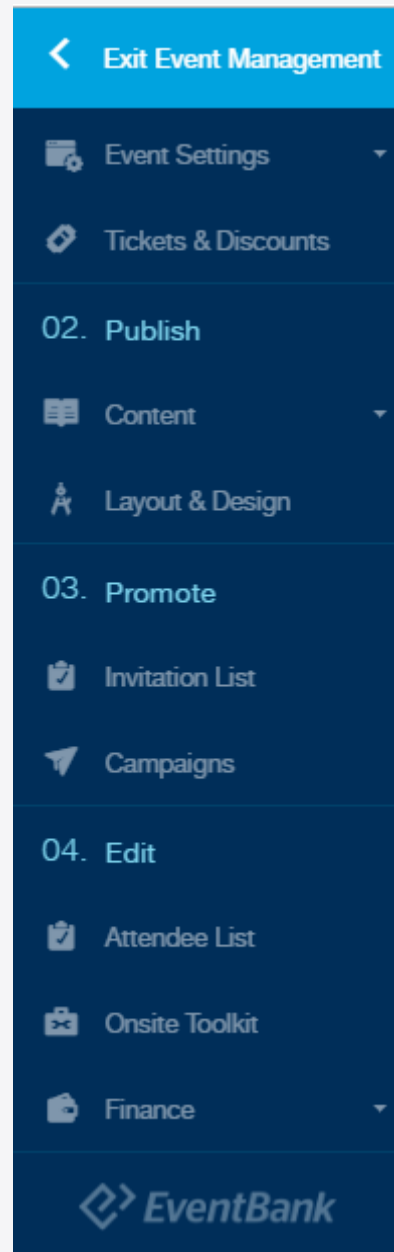 Exit Event Management
Event Settings
Tickets & Discounts
02. Publish
Content
Layout & Design
03. Promote
Invitation List
Campaigns
04. Edit
Attendee List
Onsite Toolkit
Finance
EventBank